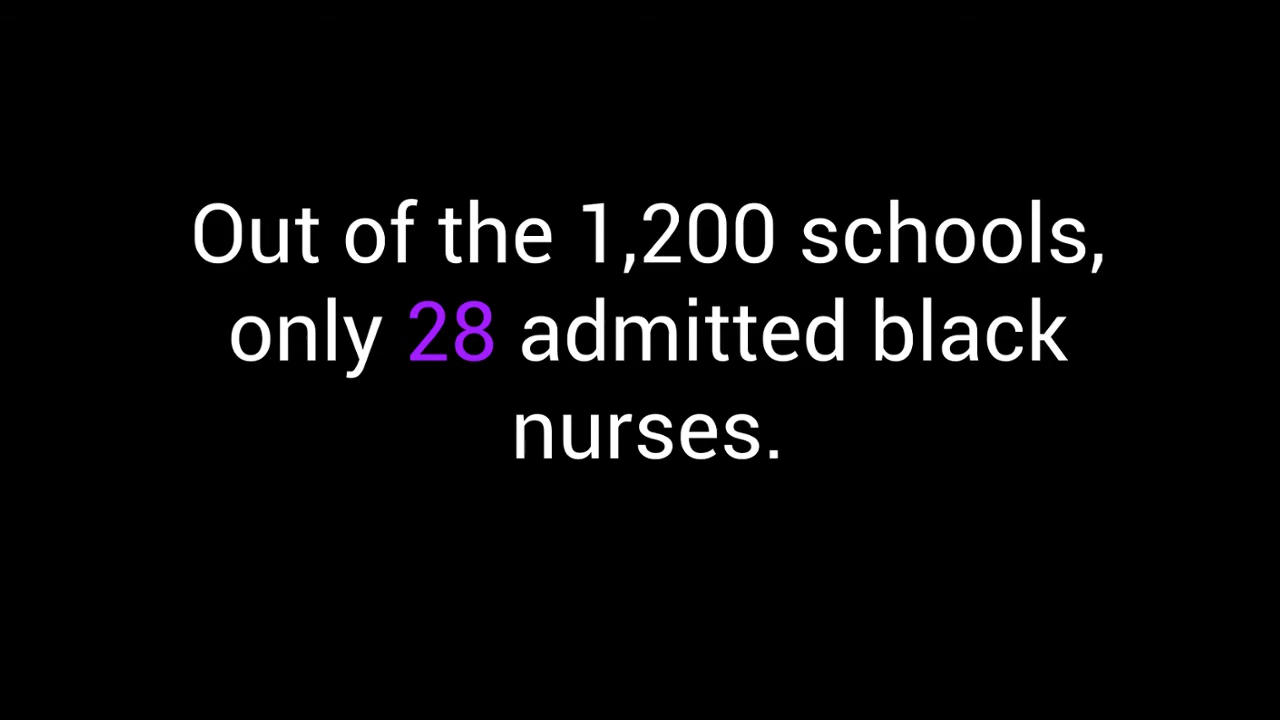 Out of the 1,200 schools,
only 28 admitted black
nurses.